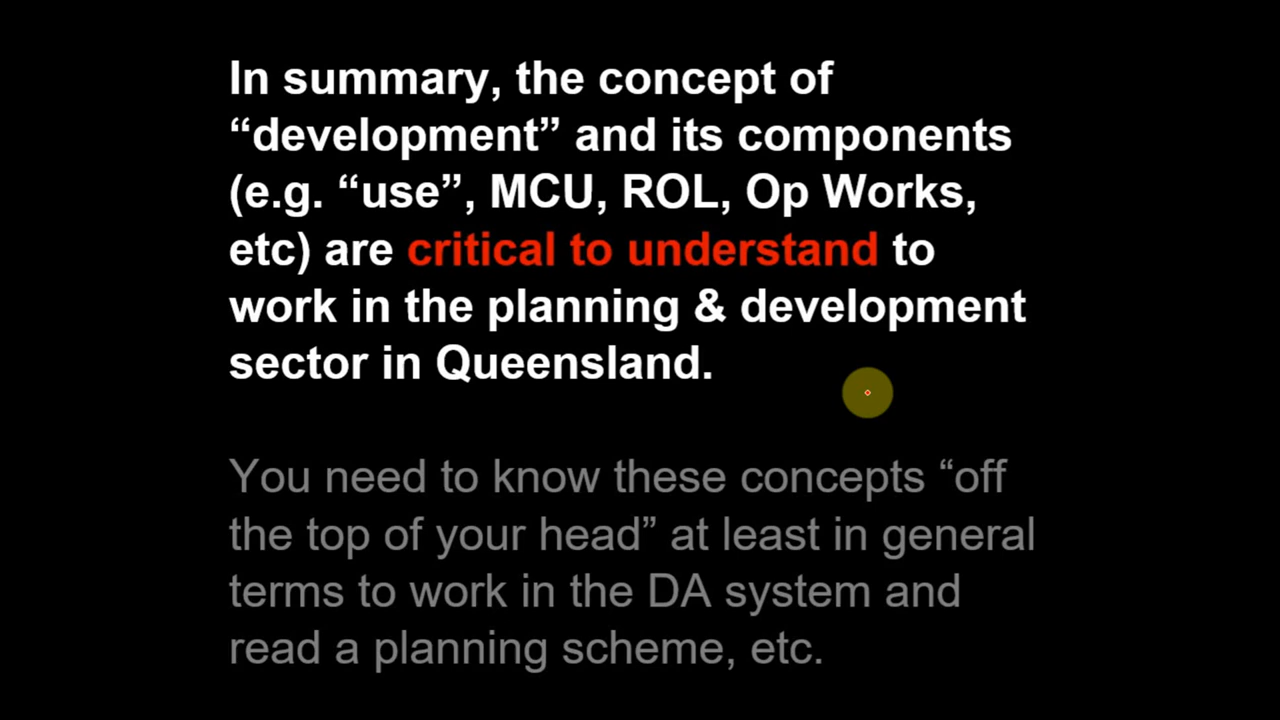 In summary, the concept of
“development” and its components
(e.g. “use”, MCU, ROL, Op Works,
etc) are critical to understand to
work in the planning & development
sector in Queensland.
You need to know these concepts “off
the top of your head” at least in general
terms to work in the DA system and
read a planning scheme, etc.